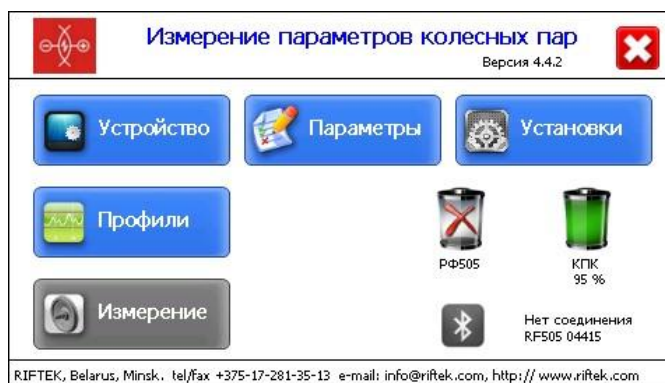 Измерение параметров колесных пар
Версия 4.4.2
Устройство
Параметры
Установки
Профили
РФ505
КПК
95 %
Измерение
Нет соединения
RF505 04415
RIFTEK, Belarus, Minsk. tel/fax +375-17-281-35-13 e-mail: info@riftek.com, http:// www.riftek.com